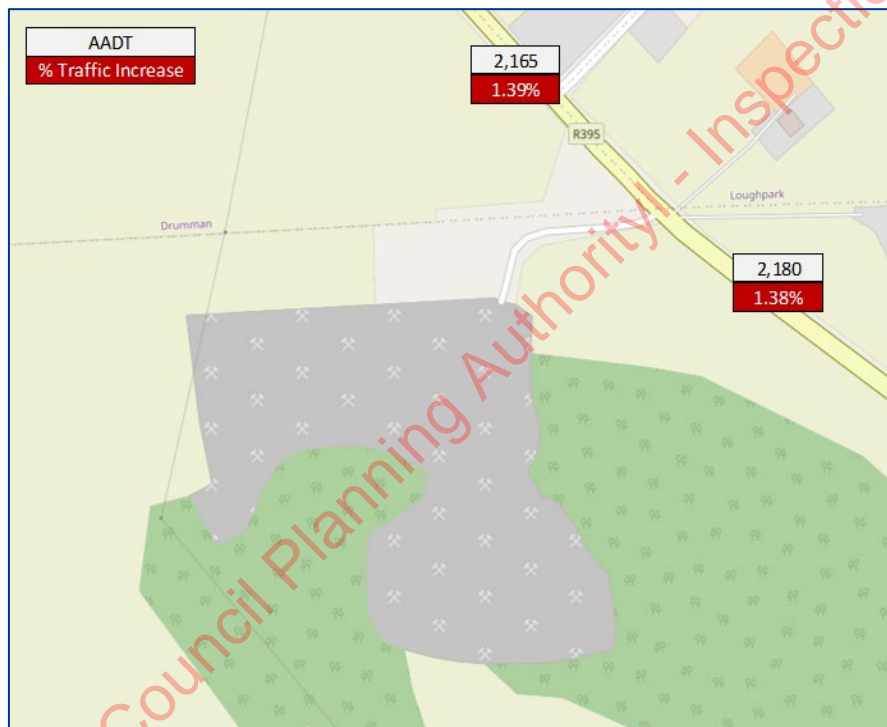 AADT
% Traffic Increase
2,165
1.39%
R395
Drumman
Loughpark
2,180
1.38%
Council Planning Authority - Inspectio